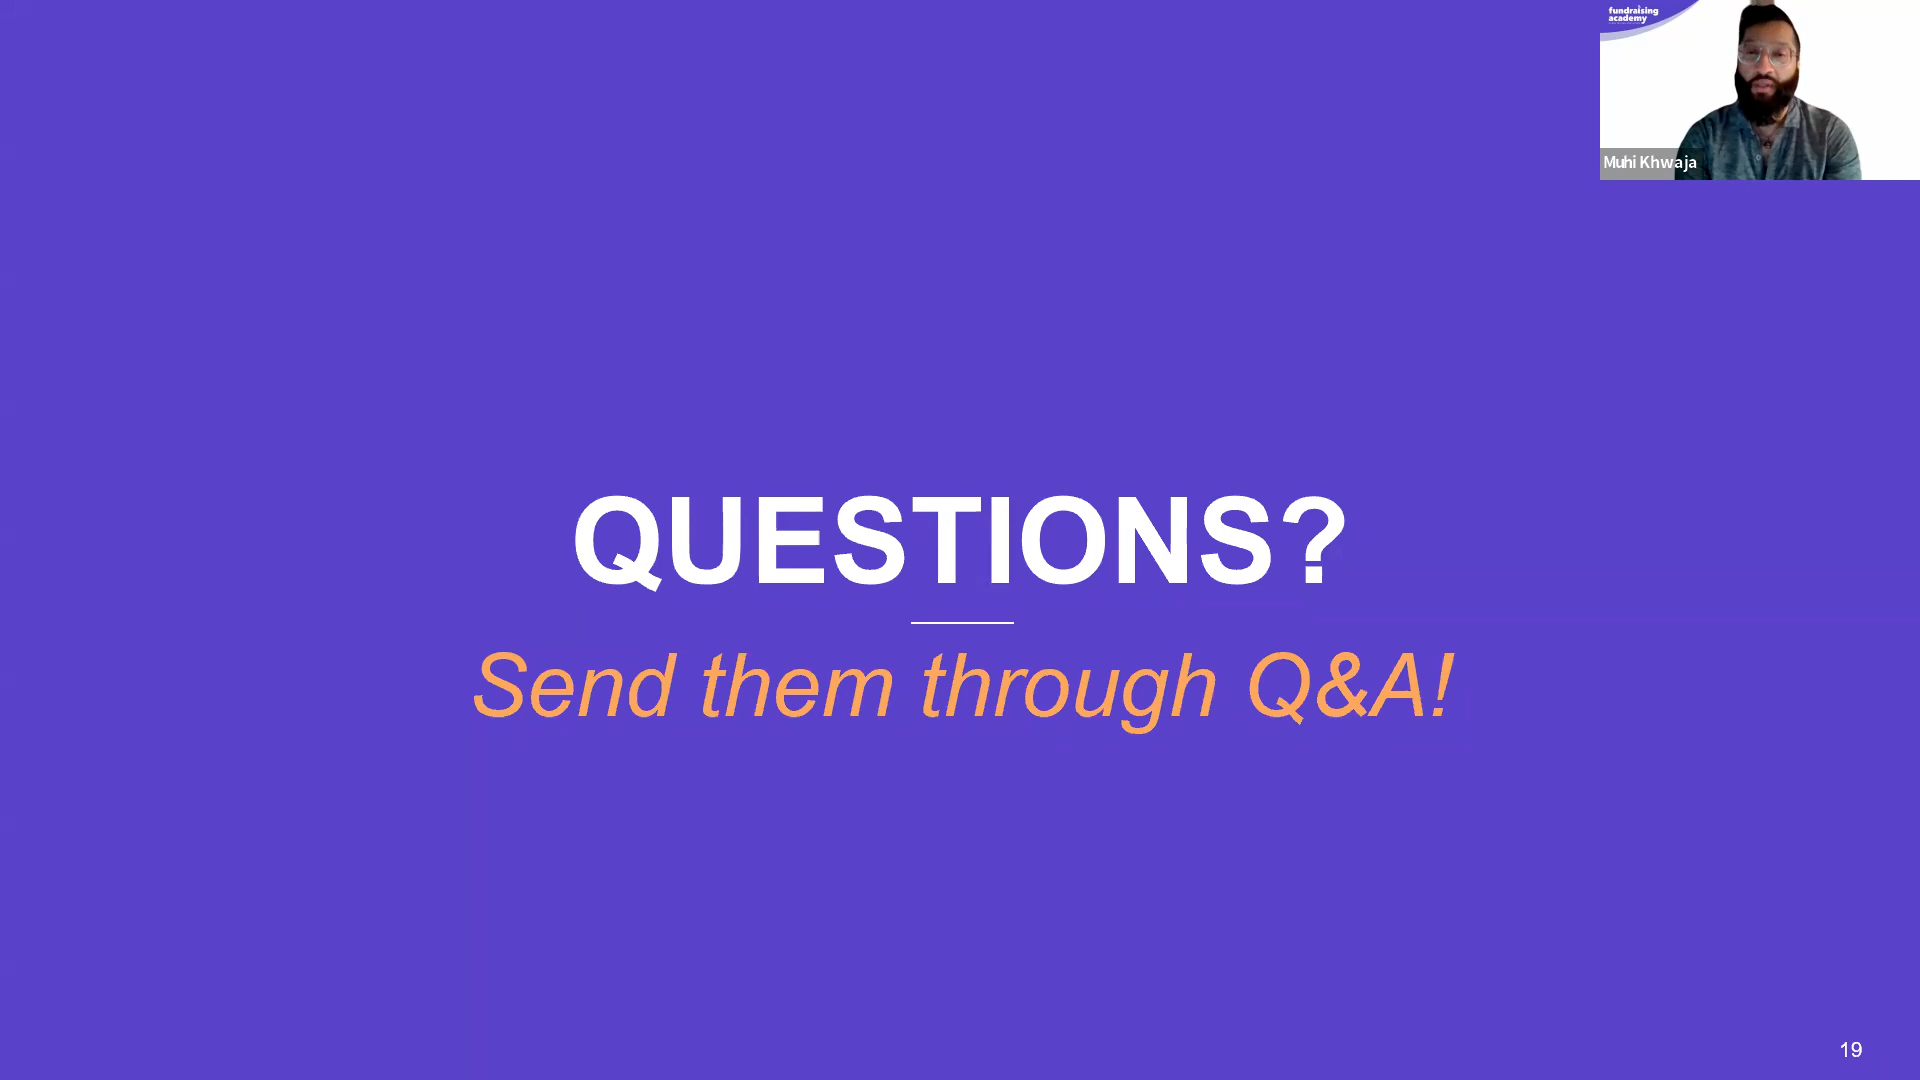 fundraising
academy
Muhi Khwaja
QUESTIONS?
Send them through Q&A!
19